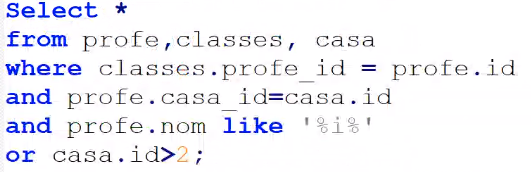 Select *
from profe,classes, casa
where classes.profe_id = profe.id
and profe.casa_id=casa.id
and profe.nom like '%i%'
or casa.id>2;